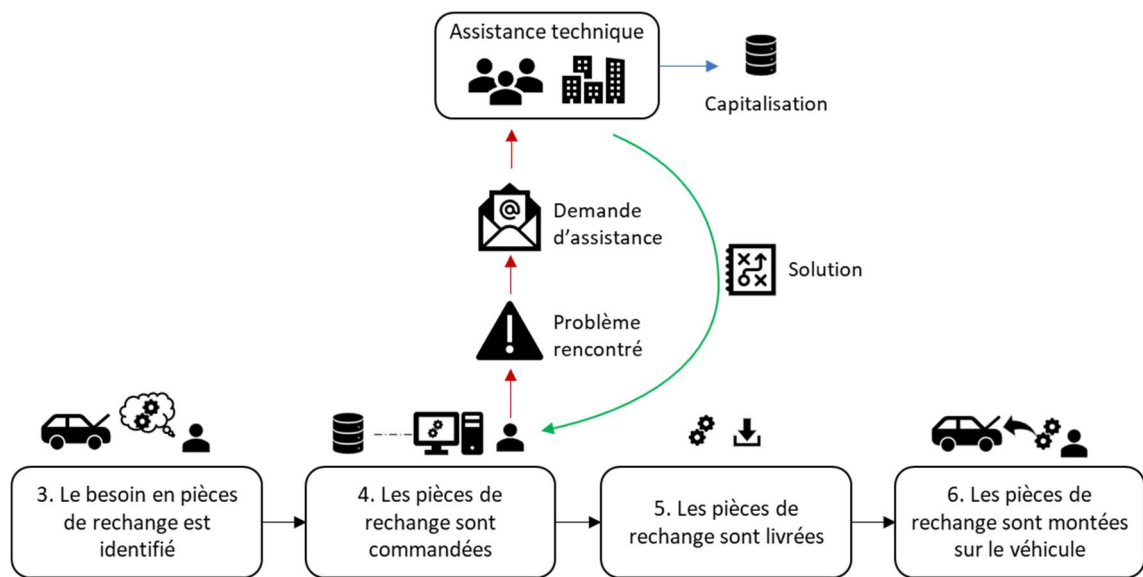 Assistance technique
Capitalisation
@
Demande
d'assistance
Solution
Problème
rencontré
3. Le besoin en pièces
de rechange est
identifié
4. Les pièces de
rechange sont
commandées
5. Les pièces de
rechange sont livrées
6. Les pièces de
rechange sont montées
sur le véhicule